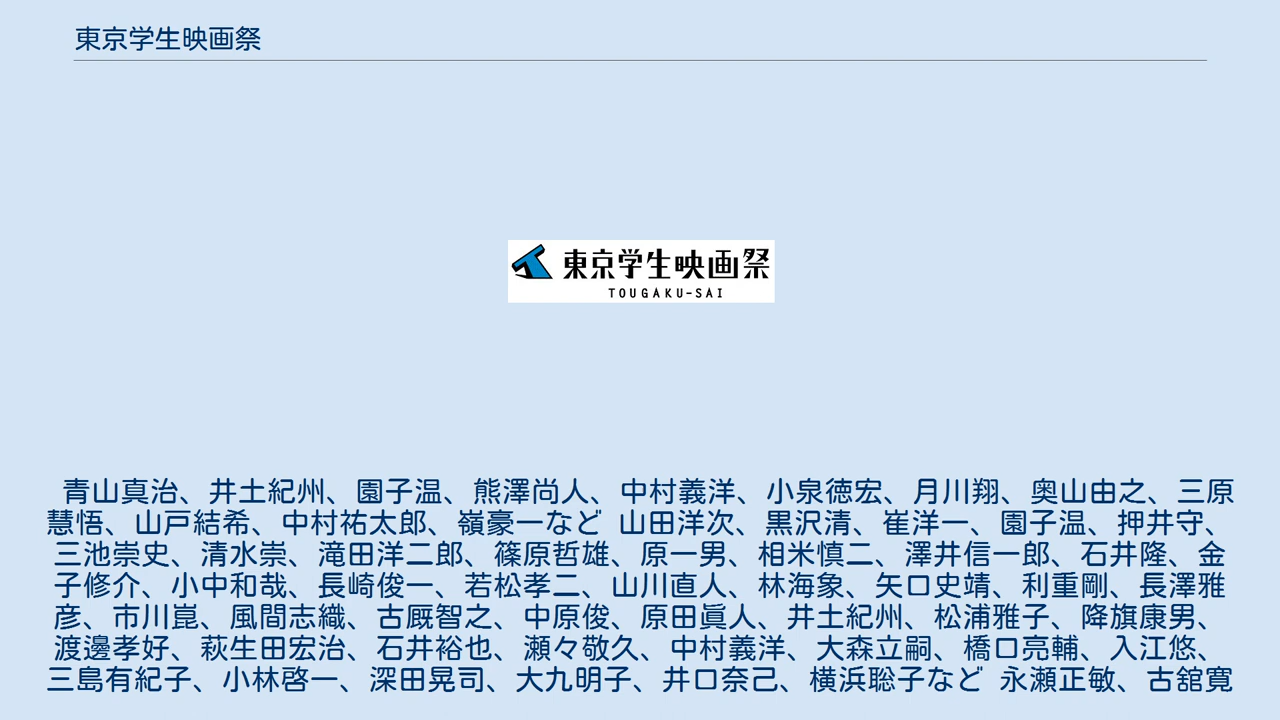 東京学生映画祭
東京学生映画祭
TOUGAKU-SAI
青山真治、井土紀州、園子温、熊澤尚人、中村義洋、小泉徳宏、月川翔、奥山由之、三原
慧悟、山戸結希、中村祐太郎、嶺豪一など 山田洋次、黒沢清、崔洋一、園子温、押井守、
三池崇史、清水崇、滝田洋二郎、篠原哲雄、原一男、相米慎二、澤井信一郎、石井隆、金
子修介、小中和哉、長崎俊一、若松孝二、山川直人、林海象、矢口史靖、利重剛、長澤雅
彦、市川崑、風間志織、古厩智之、中原俊、原田眞人、井土紀州、松浦雅子、降旗康男、
渡邊孝好、萩生田宏治、石井裕也、瀬々敬久、中村義洋、大森立嗣、橋口亮輔、入江悠、
三島有紀子、小林啓一、深田晃司、大九明子、井口奈己、横浜聡子など 永瀬正敏、古舘寛